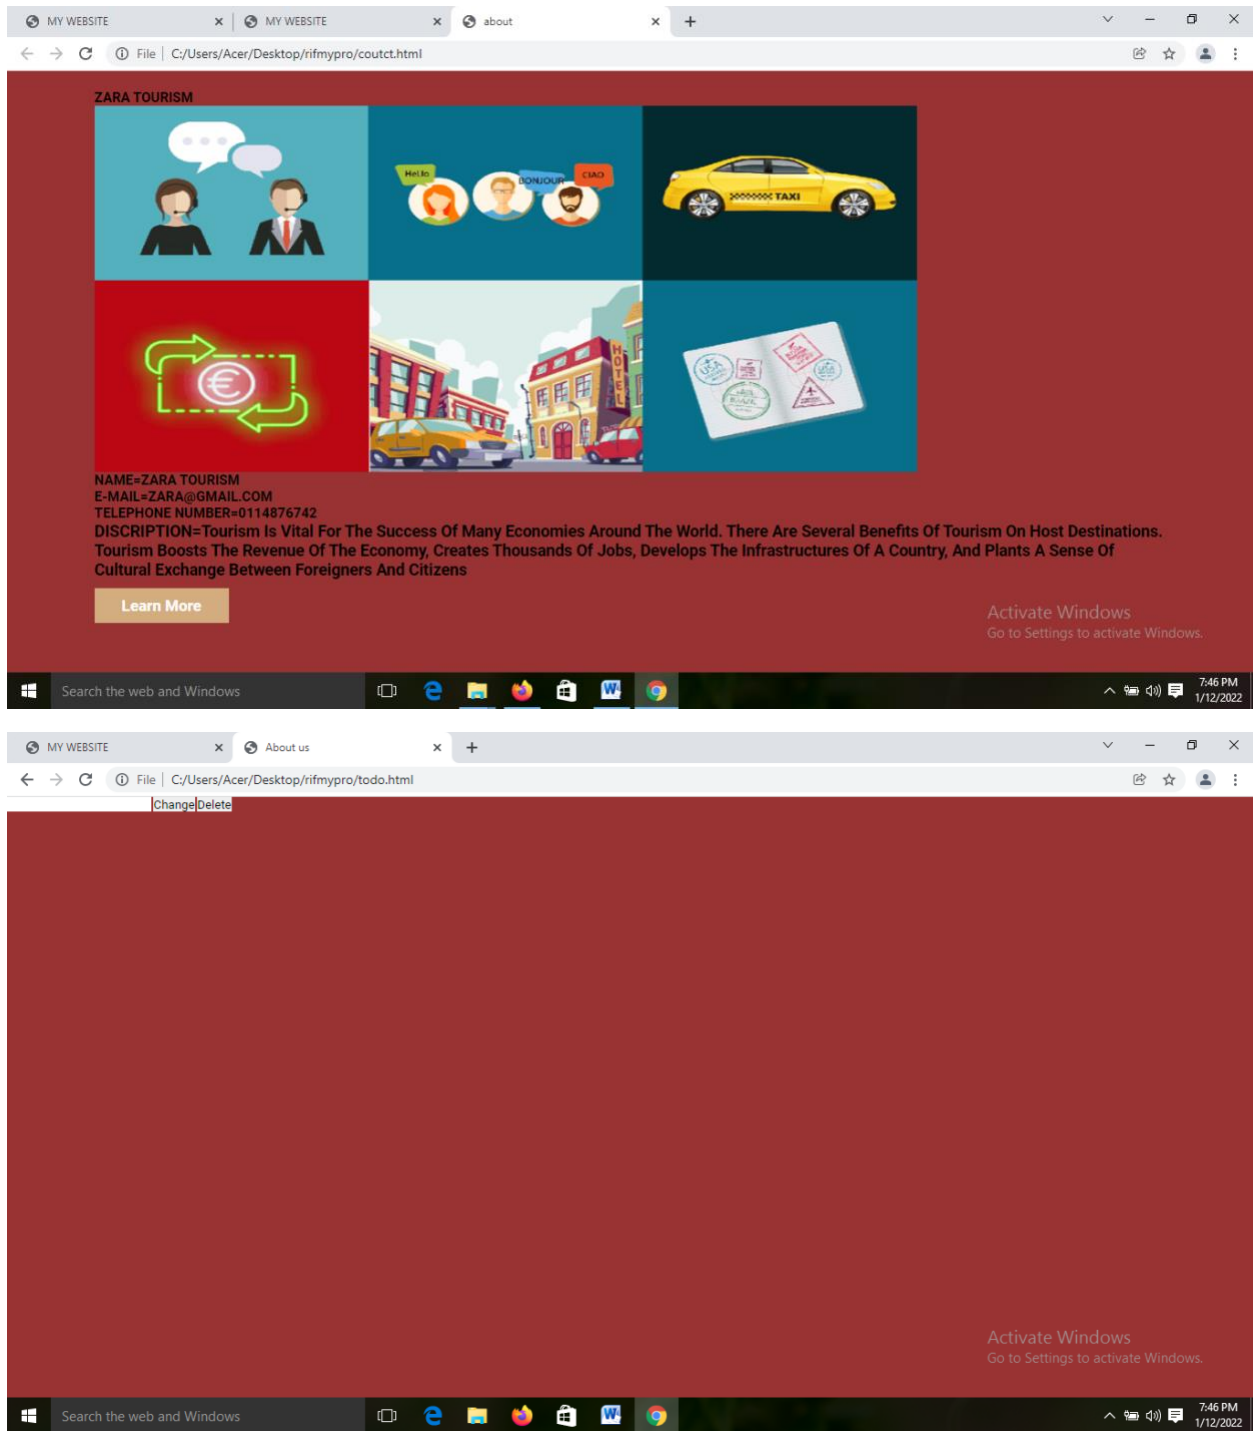 MY WEBSITE
MY WEBSITE
about
File | C:/Users/Acer/Desktop/rifmypro/coutct.html
ZARA TOURISM
Hello
BONJOUR
CIAO
TAXI
HOTEL
USA
NAME=ZARA TOURISM
E-MAIL=ZARA@GMAIL.COM
TELEPHONE NUMBER=0114876742
DISCRIPTION=Tourism Is Vital For The Success Of Many Economies Around The World. There Are Several Benefits Of Tourism On Host Destinations.
Tourism Boosts The Revenue Of The Economy, Creates Thousands Of Jobs, Develops The Infrastructures Of A Country, And Plants A Sense Of
Cultural Exchange Between Foreigners And Citizens
Learn More
Activate Windows
Go to Settings to activate Windows.
Search the web and Windows
7:46 PM
1/12/2022
MY WEBSITE
About us
File | C:/Users/Acer/Desktop/rifmypro/todo.html
Change Delete
Activate Windows
Go to Settings to activate Windows.
Search the web and Windows
7:46 PM
1/12/2022